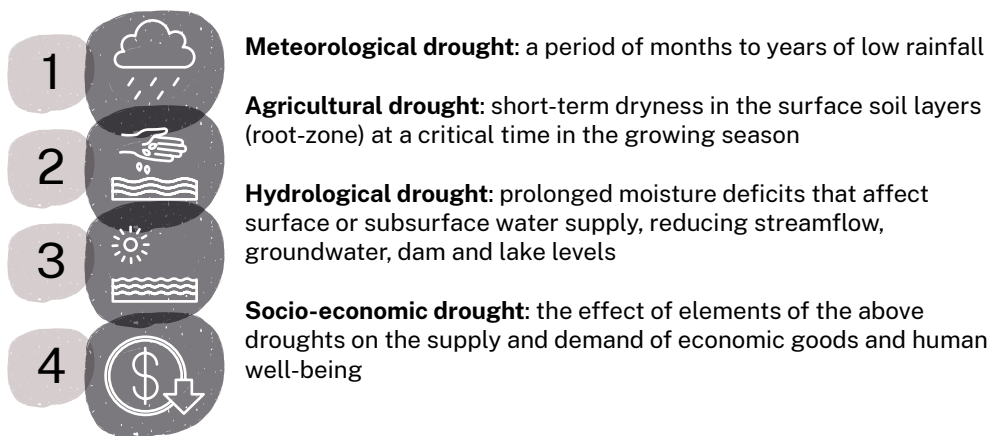 1
Meteorological drought: a period of months to years of low rainfall
2
Agricultural drought: short-term dryness in the surface soil layers
(root-zone) at a critical time in the growing season
3
Hydrological drought: prolonged moisture deficits that affect
surface or subsurface water supply, reducing streamflow,
groundwater, dam and lake levels
4
$
Socio-economic drought: the effect of elements of the above
droughts on the supply and demand of economic goods and human
well-being